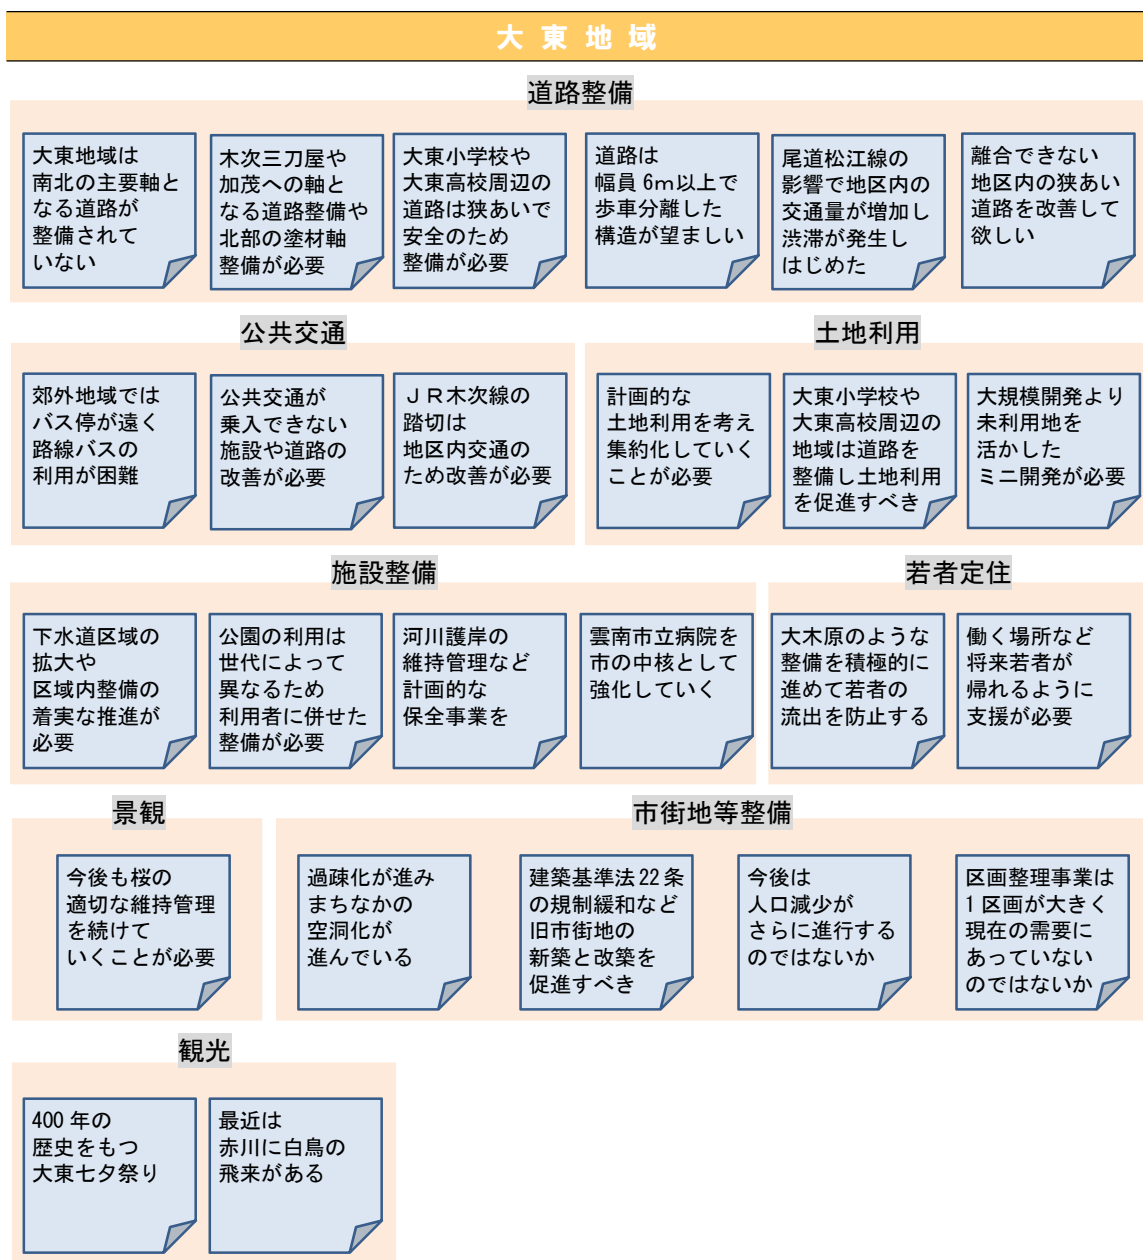 大東地域
道路整備
大東地域は
南北の主要軸と
なる道路が
整備されて
いない
木次三刀屋や
加茂への軸と
なる道路整備や
北部の塗材軸
整備が必要
大東小学校や
大東高校周辺の
道路は狭あいで
安全のため
整備が必要
道路は
幅員6ｍ以上で
歩車分離した
構造が望ましい
尾道松江線の
影響で地区内の
交通量が増加し
渋滞が発生し
はじめた
離合できない
地区内の狭あい
道路を改善して
欲しい
公共交通
郊外地域では
バス停が遠く
路線バスの
利用が困難
公共交通が
乗入できない
施設や道路の
改善が必要
ＪＲ木次線の
踏切は
地区内交通の
ため改善が必要
土地利用
計画的な
土地利用を考え
集約化していく
ことが必要
大東小学校や
大東高校周辺の
地域は道路を
整備し土地利用
を促進すべき
大規模開発より
未利用地を
活かした
ミニ開発が必要
施設整備
下水道区域の
拡大や
区域内整備の
着実な推進が
必要
公園の利用は
世代によって
異なるため
利用者に併せた
整備が必要
河川護岸の
維持管理など
計画的な
保全事業を
雲南市立病院を
市の中核として
強化していく
若者定住
大木原のような
整備を積極的に
進めて若者の
流出を防止する
働く場所など
将来若者が
帰れるように
支援が必要
景観
今後も桜の
適切な維持管理
を続けて
いくことが必要
市街地等整備
過疎化が進み
まちなかの
空洞化が
進んでいる
建築基準法22条
の規制緩和など
旧市街地の
新築と改築を
促進すべき
今後は
人口減少が
さらに進行する
のではないか
区画整理事業は
1区画が大きく
現在の需要に
あっていない
のではないか
観光
400年の
歴史をもつ
大東七夕祭り
最近は
赤川に白鳥の
飛来がある